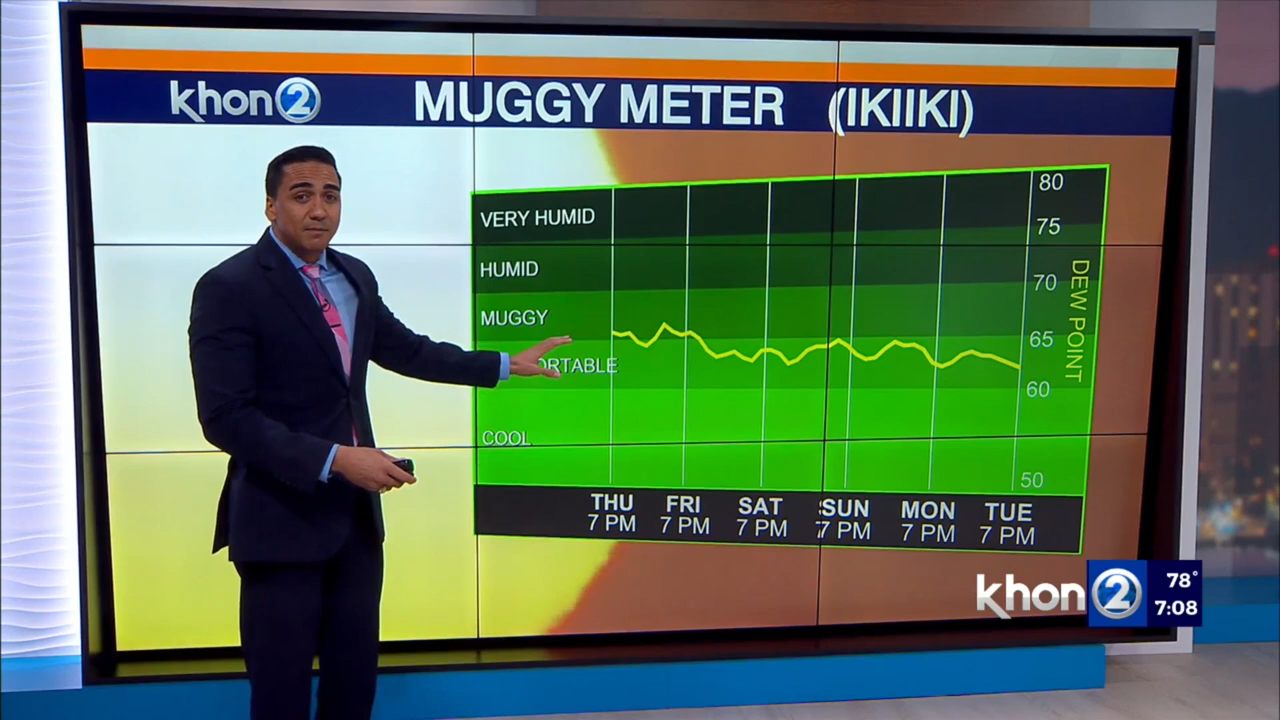 khon2 MUGGY METER (IKIIKI)
VERY HUMID
HUMID
MUGGY
ORTABLE
COOL
80
75
70
65
60
50
DEW POINT
THU FRI SAT SUN MON TUE
7 PM 7 PM 7 PM 7 PM 7 PM 7 PM
khon2 78°
7:08